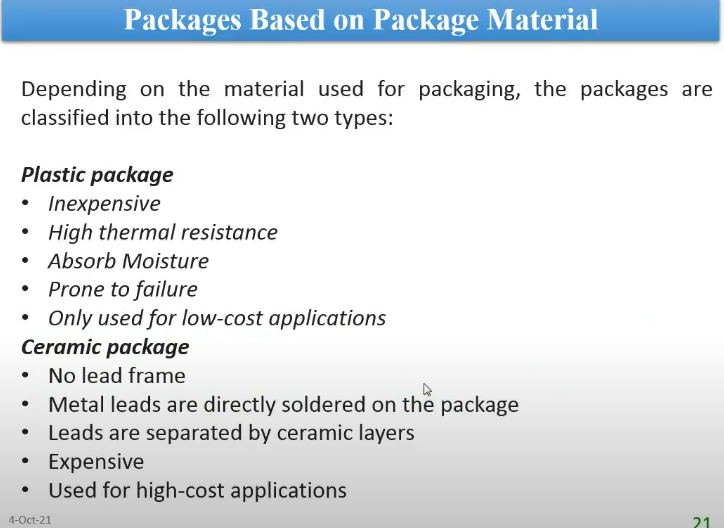 Packages Based on Package Material
Depending on the material used for packaging, the packages are
classified into the following two types:
Plastic package
• Inexpensive
• High thermal resistance
• Absorb Moisture
• Prone to failure
• Only used for low-cost applications
Ceramic package
• No lead frame
• Metal leads are directly soldered on the package
• Leads are separated by ceramic layers
• Expensive
• Used for high-cost applications
4-Oct-21
21